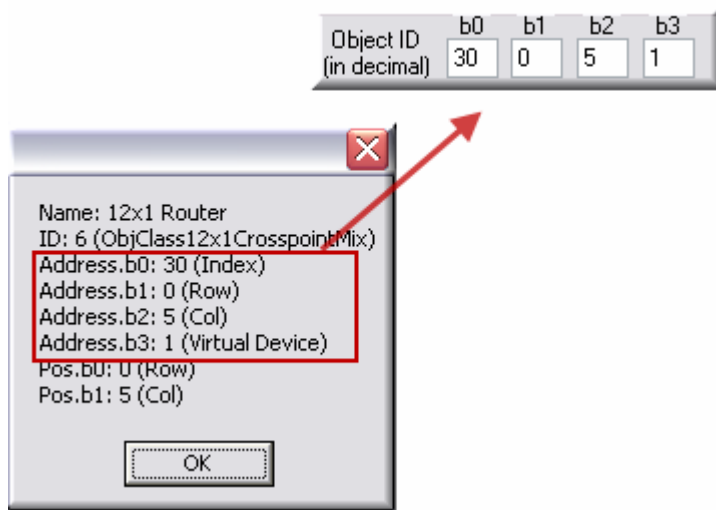 b0 b1 b2 b3
Object ID
(in decimal) 30 0 5 1
Name: 12x1 Router
ID: 6 (ObjClass12x1CrosspointMix)
Address.b0: 30 (Index)
Address.b1: 0 (Row)
Address.b2: 5 (Col)
Address.b3: 1 (Virtual Device)
Pos.b0: 0 (Row)
Pos.b1: 5 (Col)
OK